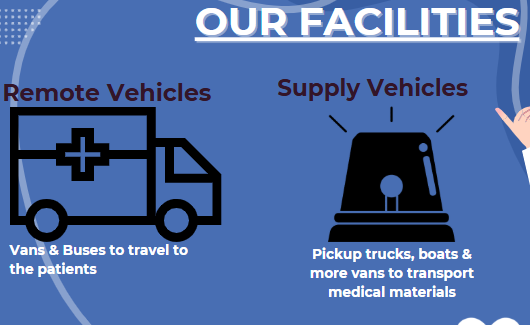 OUR FACILITIES
Remote Vehicles
Supply Vehicles
Vans & Buses to travel to
the patients
Pickup trucks, boats &
more vans to transport
medical materials